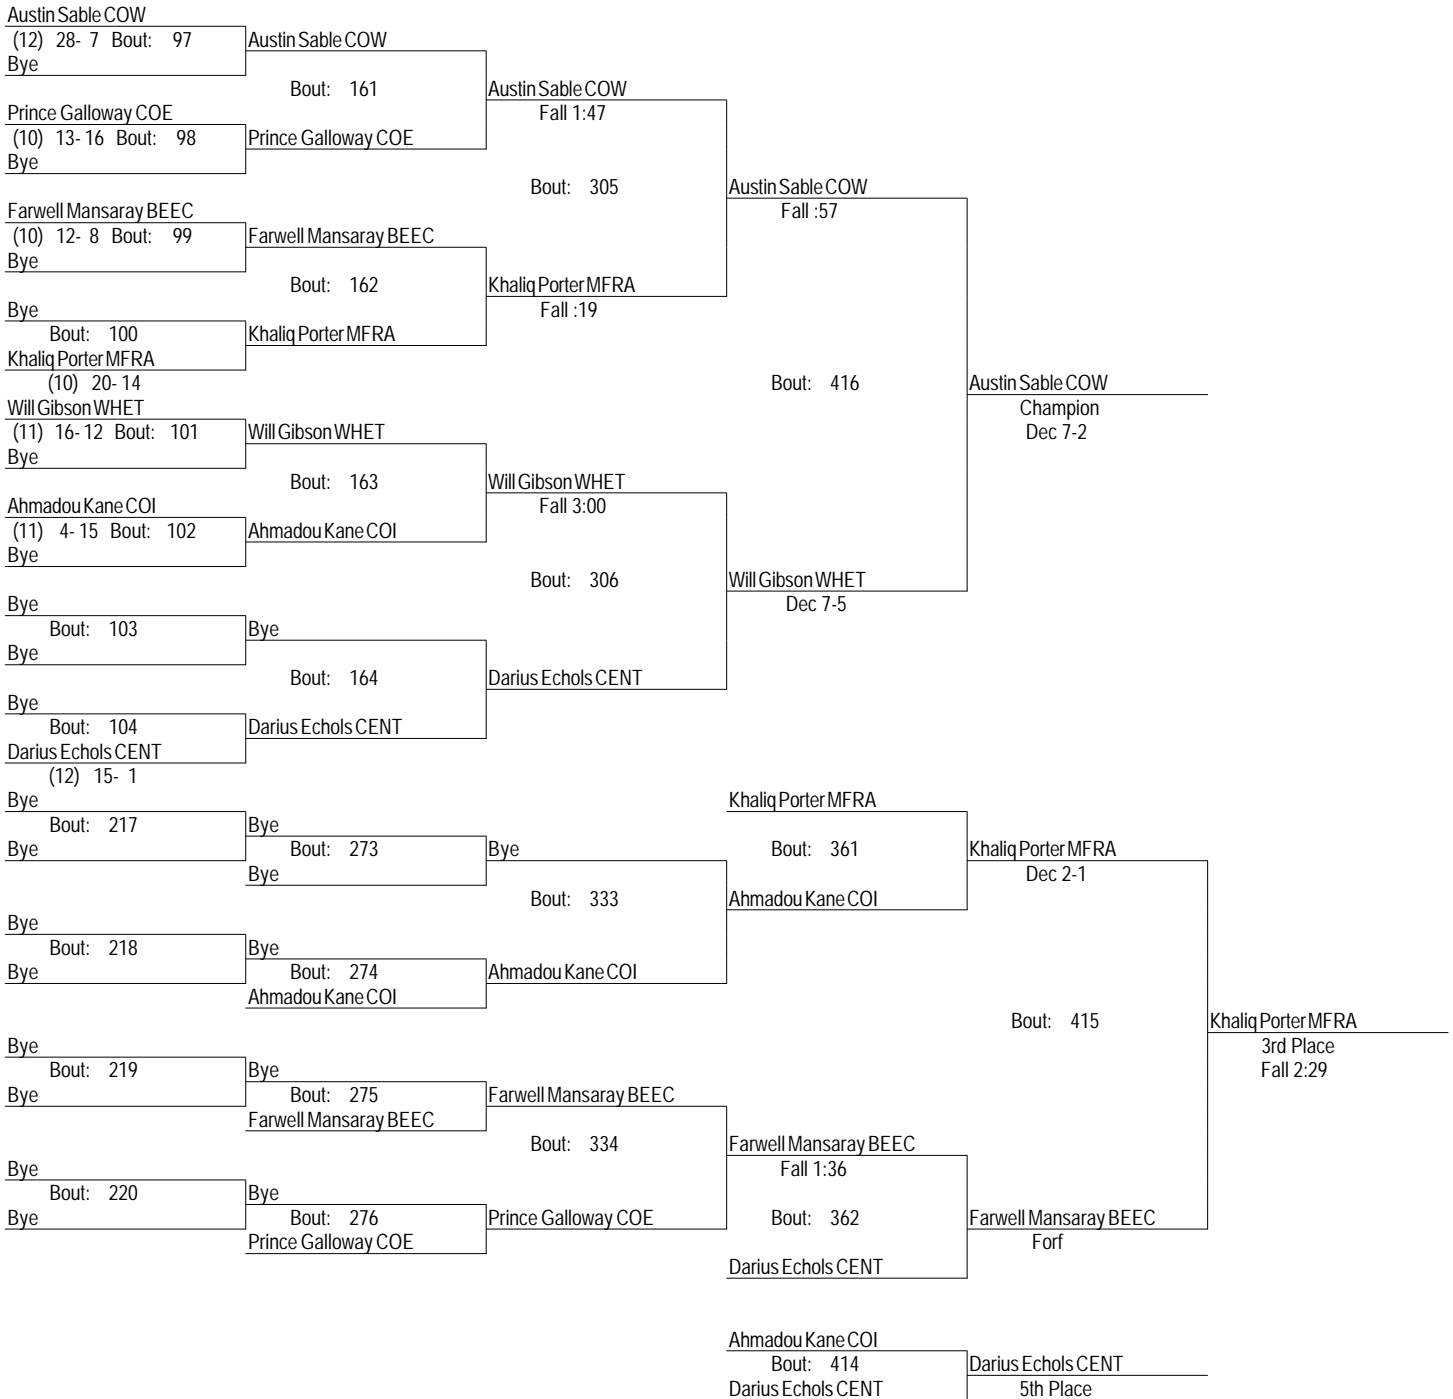 Austin Sable COW
(12) 28- 7 Bout: 97 Austin Sable COW
Bye
Bout: 161 Austin Sable COW
Prince Galloway COE Fall 1:47
(10) 13- 16 Bout: 98 Prince Galloway COE
Bye
Bout: 305 Austin Sable COW
Farwell Mansaray BEEC Fall :57
(10) 12- 8 Bout: 99 Farwell Mansaray BEEC
Bye
Bout: 162 Khaliq Porter MFRA
Bye Fall :19
Bout: 100 Khaliq Porter MFRA
Khaliq Porter MFRA
(10) 20- 14 Bout: 416 Austin Sable COW
Will Gibson WHET Champion
(11) 16- 12 Bout: 101 Will Gibson WHET Dec 7-2
Bye
Bout: 163 Will Gibson WHET
Ahmadou Kane COI Fall 3:00
(11) 4- 15 Bout: 102 Ahmadou Kane COI
Bye
Bout: 306 Will Gibson WHET
Bye Dec 7-5
Bout: 103 Bye
Bye
Bout: 164 Darius Echols CENT
Bye
Bout: 104 Darius Echols CENT
Darius Echols CENT
(12) 15- 1
Bye Khaliq Porter MFRA
Bout: 217 Bye
Bye Bout: 273 Bye Bout: 361 Khaliq Porter MFRA
Bye Dec 2-1
Bout: 333 Ahmadou Kane COI
Bye
Bout: 218 Bye
Bye Bout: 274 Ahmadou Kane COI
Ahmadou Kane COI
Bout: 415 Khaliq Porter MFRA
Bye 3rd Place
Bout: 219 Bye Fall 2:29
Bye Bout: 275 Farwell Mansaray BEEC
Farwell Mansaray BEEC
Bout: 334 Farwell Mansaray BEEC
Bye Fall 1:36
Bout: 220 Bye
Bye Bout: 276 Prince Galloway COE Bout: 362 Farwell Mansaray BEEC
Prince Galloway COE Forf
Darius Echols CENT
Ahmadou Kane COI
Bout: 414 Darius Echols CENT
Darius Echols CENT 5th Place